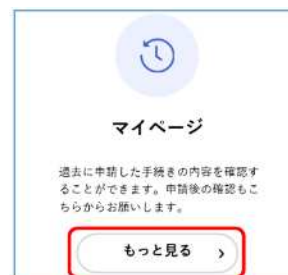 マイページ
過去に申請した手続きの内容を確認す
ることができます。申請後の確認もこ
ちらからお願いします。
もっと見る